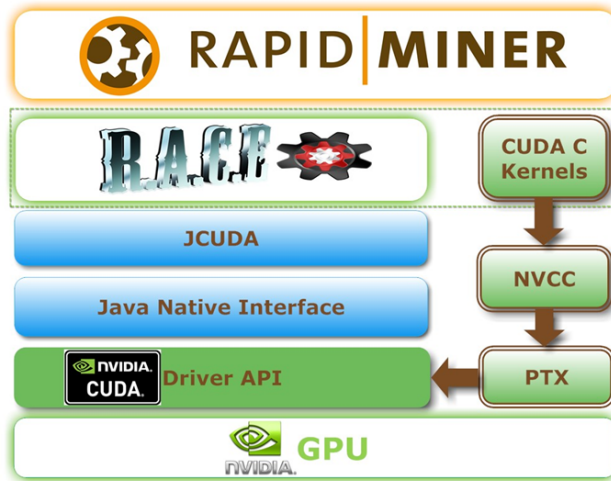 RAPID|MINER
R.A.C.E
CUDA C
Kernels
JCUDA
NVCC
Java Native Interface
NVIDIA.
CUDA.
Driver API
PTX
NVIDIA.
GPU